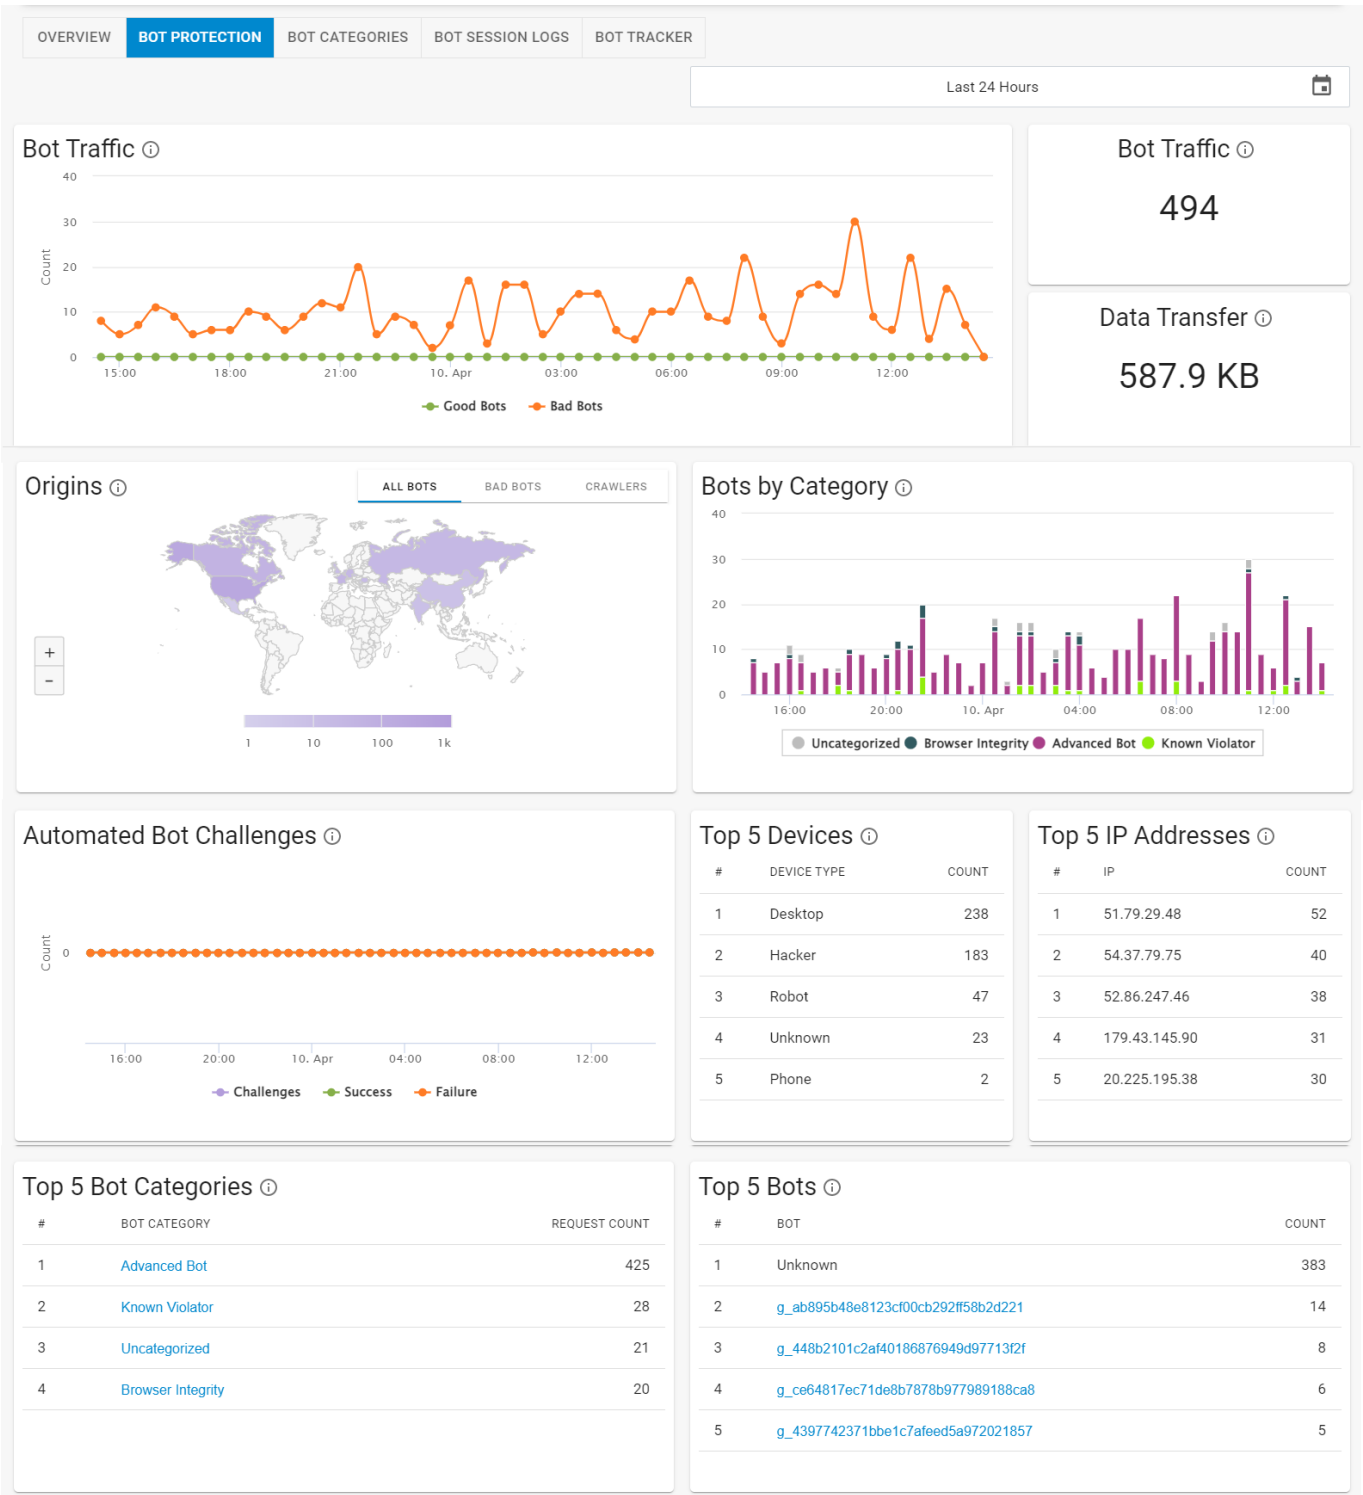 OVERVIEW BOT PROTECTION BOT CATEGORIES BOT SESSION LOGS BOT TRACKER
Last 24 Hours
Bot Traffic
40
30
20
10
0
Count
15:00 18:00 21:00 10. Apr 03:00 06:00 09:00 12:00
Good Bots Bad Bots
Bot Traffic
494
Data Transfer
587.9 KB
Origins
ALL BOTS BAD BOTS CRAWLERS
+
−
1 10 100 1k
Bots by Category
40
30
20
10
0
16:00 20:00 10. Apr 04:00 08:00 12:00
Uncategorized Browser Integrity Advanced Bot Known Violator
Automated Bot Challenges
Count
0
16:00 20:00 10. Apr 04:00 08:00 12:00
Challenges Success Failure
Top 5 Devices
# DEVICE TYPE COUNT
1 Desktop 238
2 Hacker 183
3 Robot 47
4 Unknown 23
5 Phone 2
Top 5 IP Addresses
# IP COUNT
1 51.79.29.48 52
2 54.37.79.75 40
3 52.86.247.46 38
4 179.43.145.90 31
5 20.225.195.38 30
Top 5 Bot Categories
# BOT CATEGORY REQUEST COUNT
1 Advanced Bot 425
2 Known Violator 28
3 Uncategorized 21
4 Browser Integrity 20
Top 5 Bots
# BOT COUNT
1 Unknown 383
2 g_ab895b48e8123cf00cb292ff58b2d221 14
3 g_448b2101c2af40186876949d97713f2f 8
4 g_ce64817ec71de8b7878b977989188ca8 6
5 g_4397742371bbe1c7afeed5a972021857 5